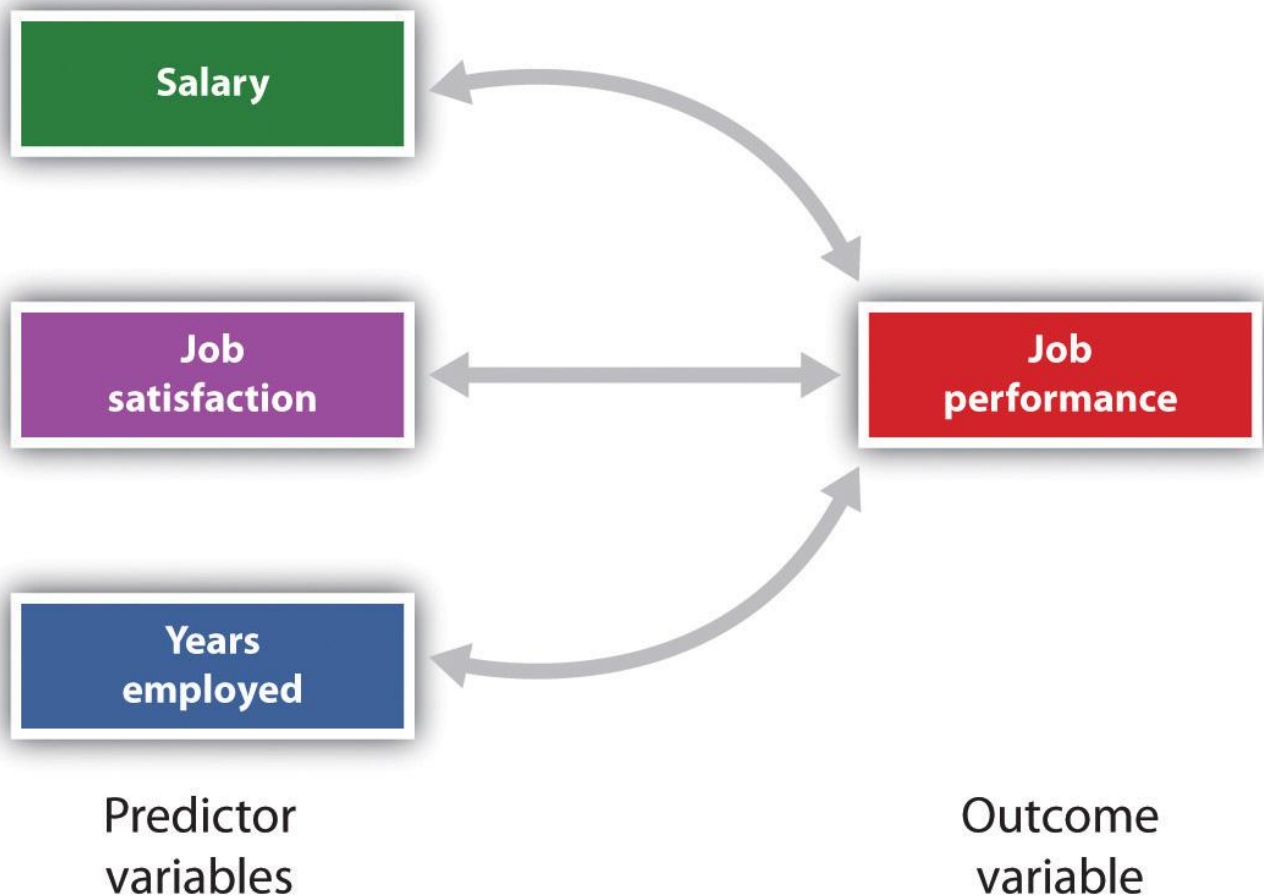 Salary
Job
satisfaction
Job
performance
Years
employed
Predictor
variables
Outcome
variable